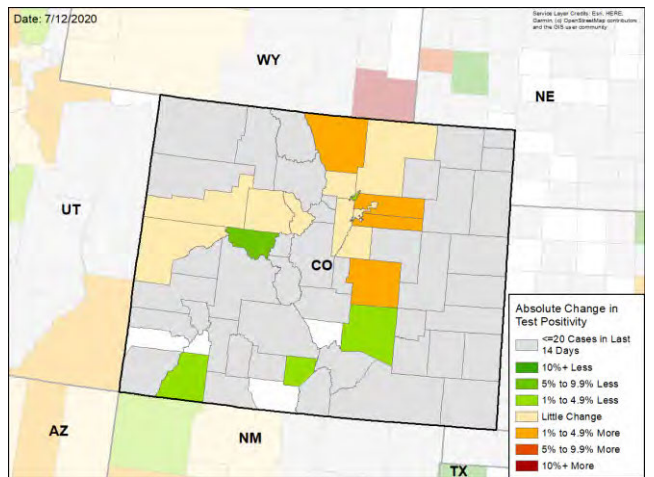 Date: 7/12/2020
Service Layer Credits: Esri, HERE,
Garmin, (c) OpenStreetMap contributors,
and the GIS user community
WY
NE
UT
CO
AZ
NM
TX
Absolute Change in
Test Positivity
<=20 Cases in Last
14 Days
10%+ Less
5% to 9.9% Less
1% to 4.9% Less
Little Change
1% to 4.9% More
5% to 9.9% More
10%+ More